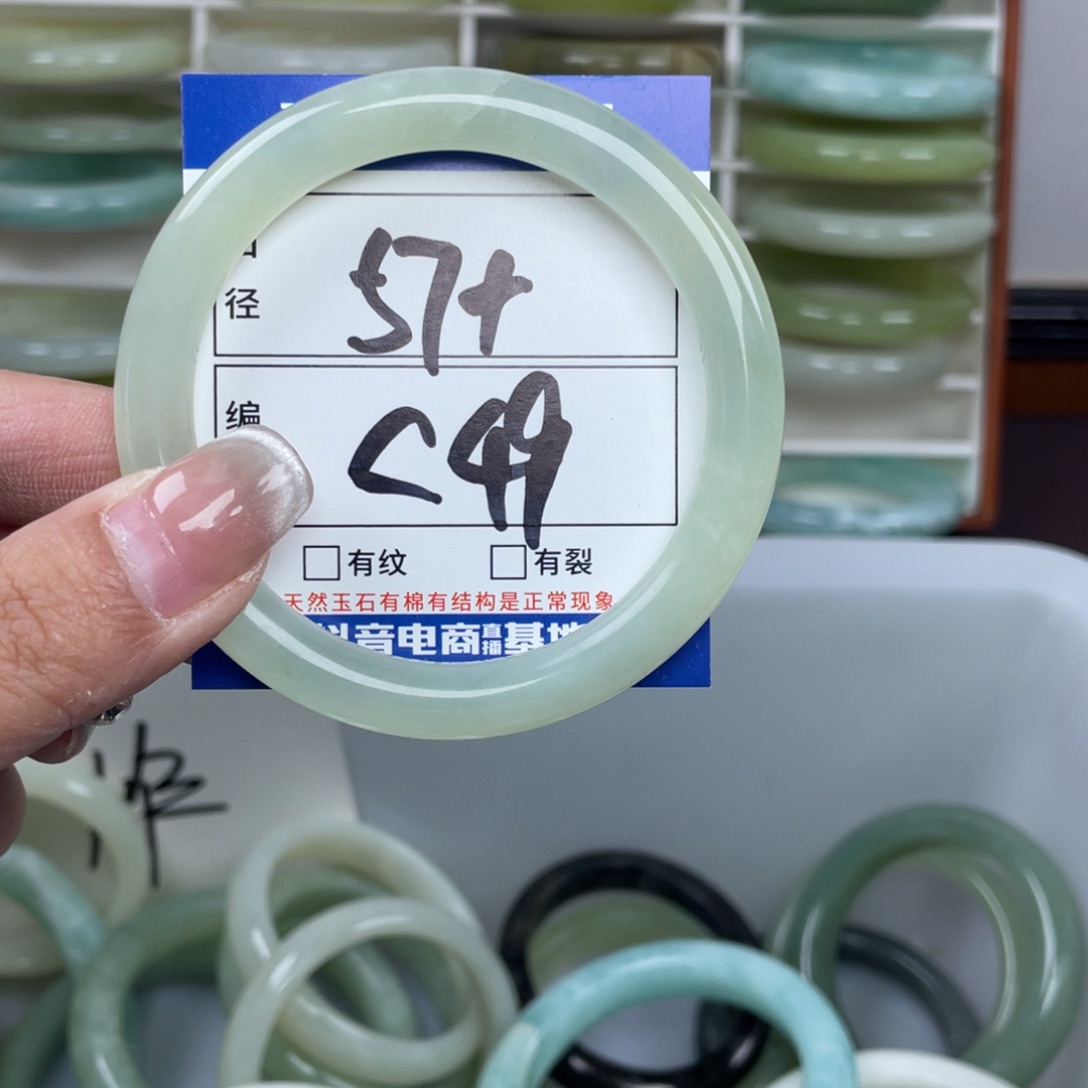 径 57+
编 C49
□有纹 □有裂
天然玉石有棉有结构是正常现象
抖音电商直播基地